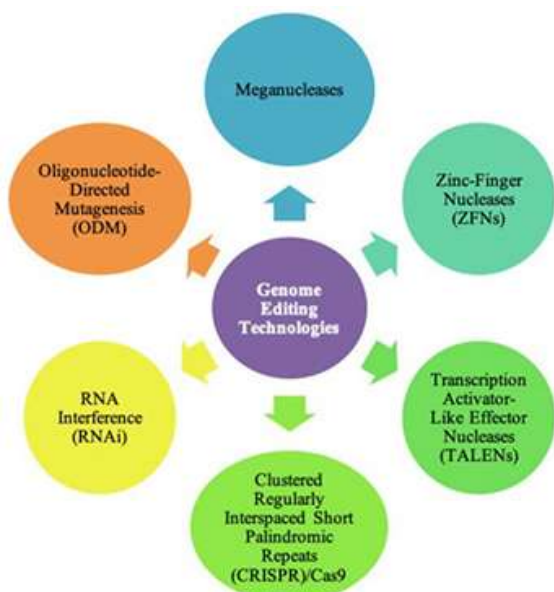 Meganucleases
Oligonucleotide-
Directed
Mutagenesis
(ODM)
Zinc-Finger
Nucleases
(ZFNs)
Genome
Editing
Technologies
RNA
Interference
(RNAi)
Transcription
Activator-
Like Effector
Nucleases
(TALENs)
Clustered
Regularly
Interspaced Short
Palindromic
Repeats
(CRISPR)/Cas9